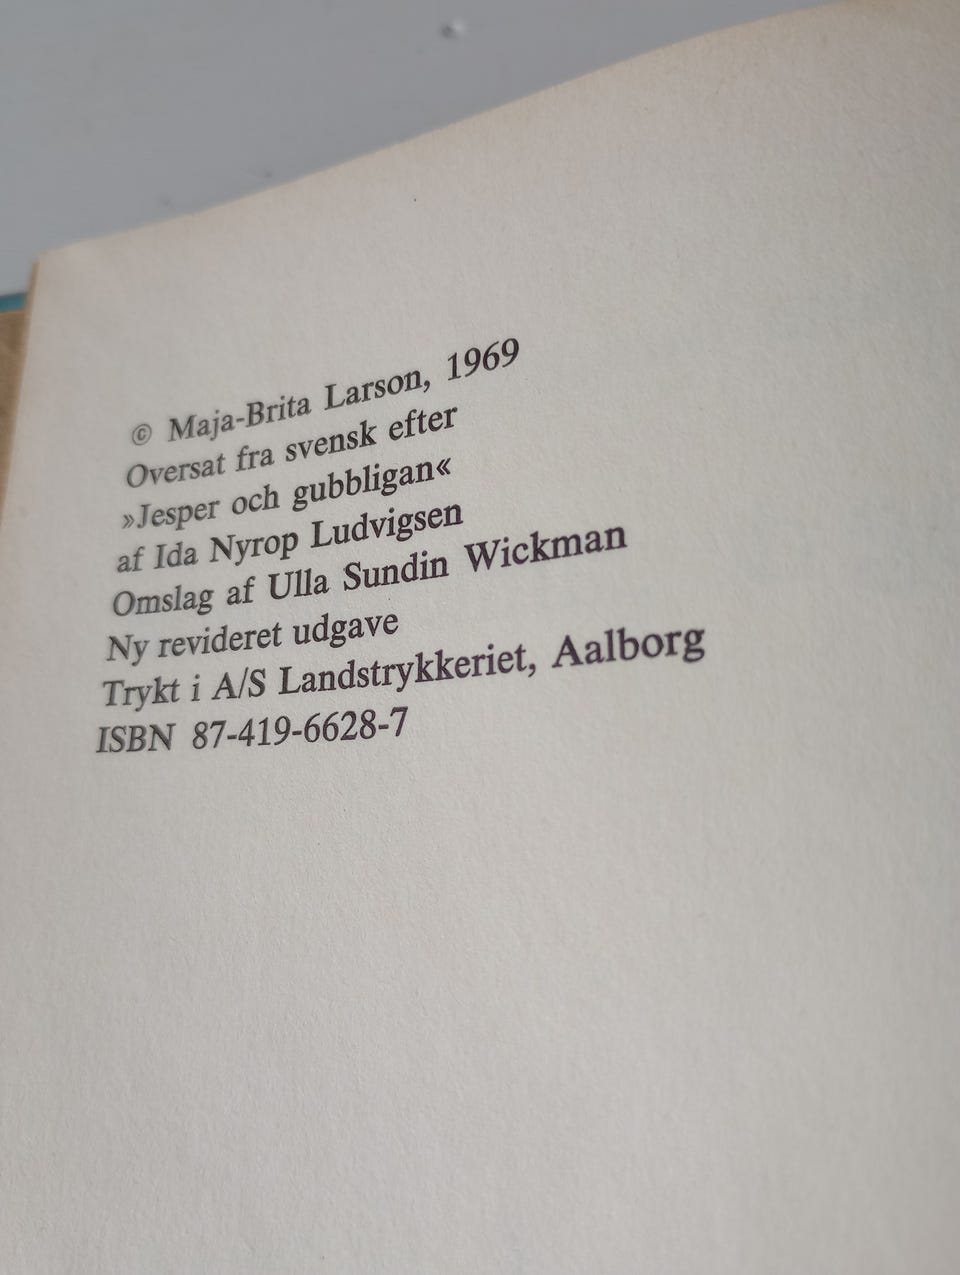 © Maja-Brita Larson, 1969
Oversat fra svensk efter
»Jesper och gubbligan«
af Ida Nyrop Ludvigsen
Omslag af Ulla Sundin Wickman
Ny revideret udgave
Trykt i A/S Landstrykkeriet, Aalborg
ISBN 87-419-6628-7